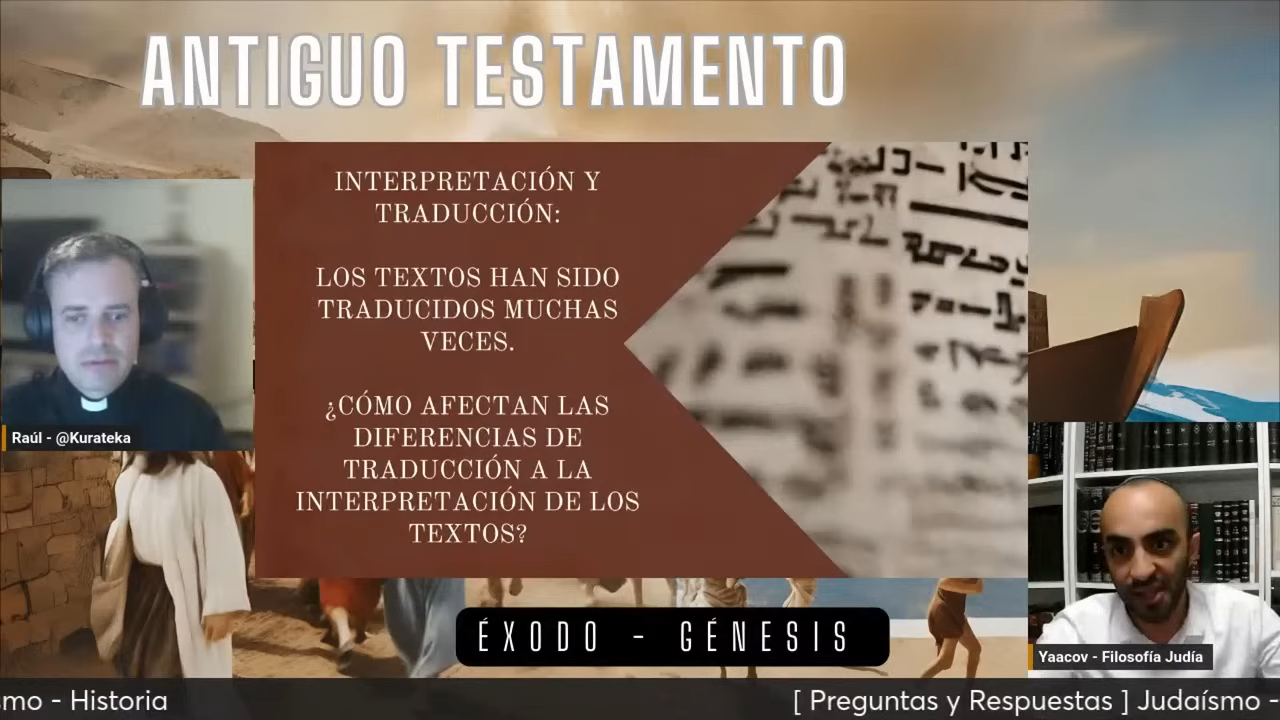 ANTIGUO TESTAMENTO
INTERPRETACIÓN Y
TRADUCCIÓN:
LOS TEXTOS HAN SIDO
TRADUCIDOS MUCHAS
VECES.
¿CÓMO AFECTAN LAS
DIFERENCIAS DE
TRADUCCIÓN A LA
INTERPRETACIÓN DE LOS
TEXTOS?
Raúl - @Kurateka
ÉXODO - GÉNESIS
Yaacov - Filosofía Judía
smo - Historia
[ Preguntas y Respuestas ] Judaísmo -